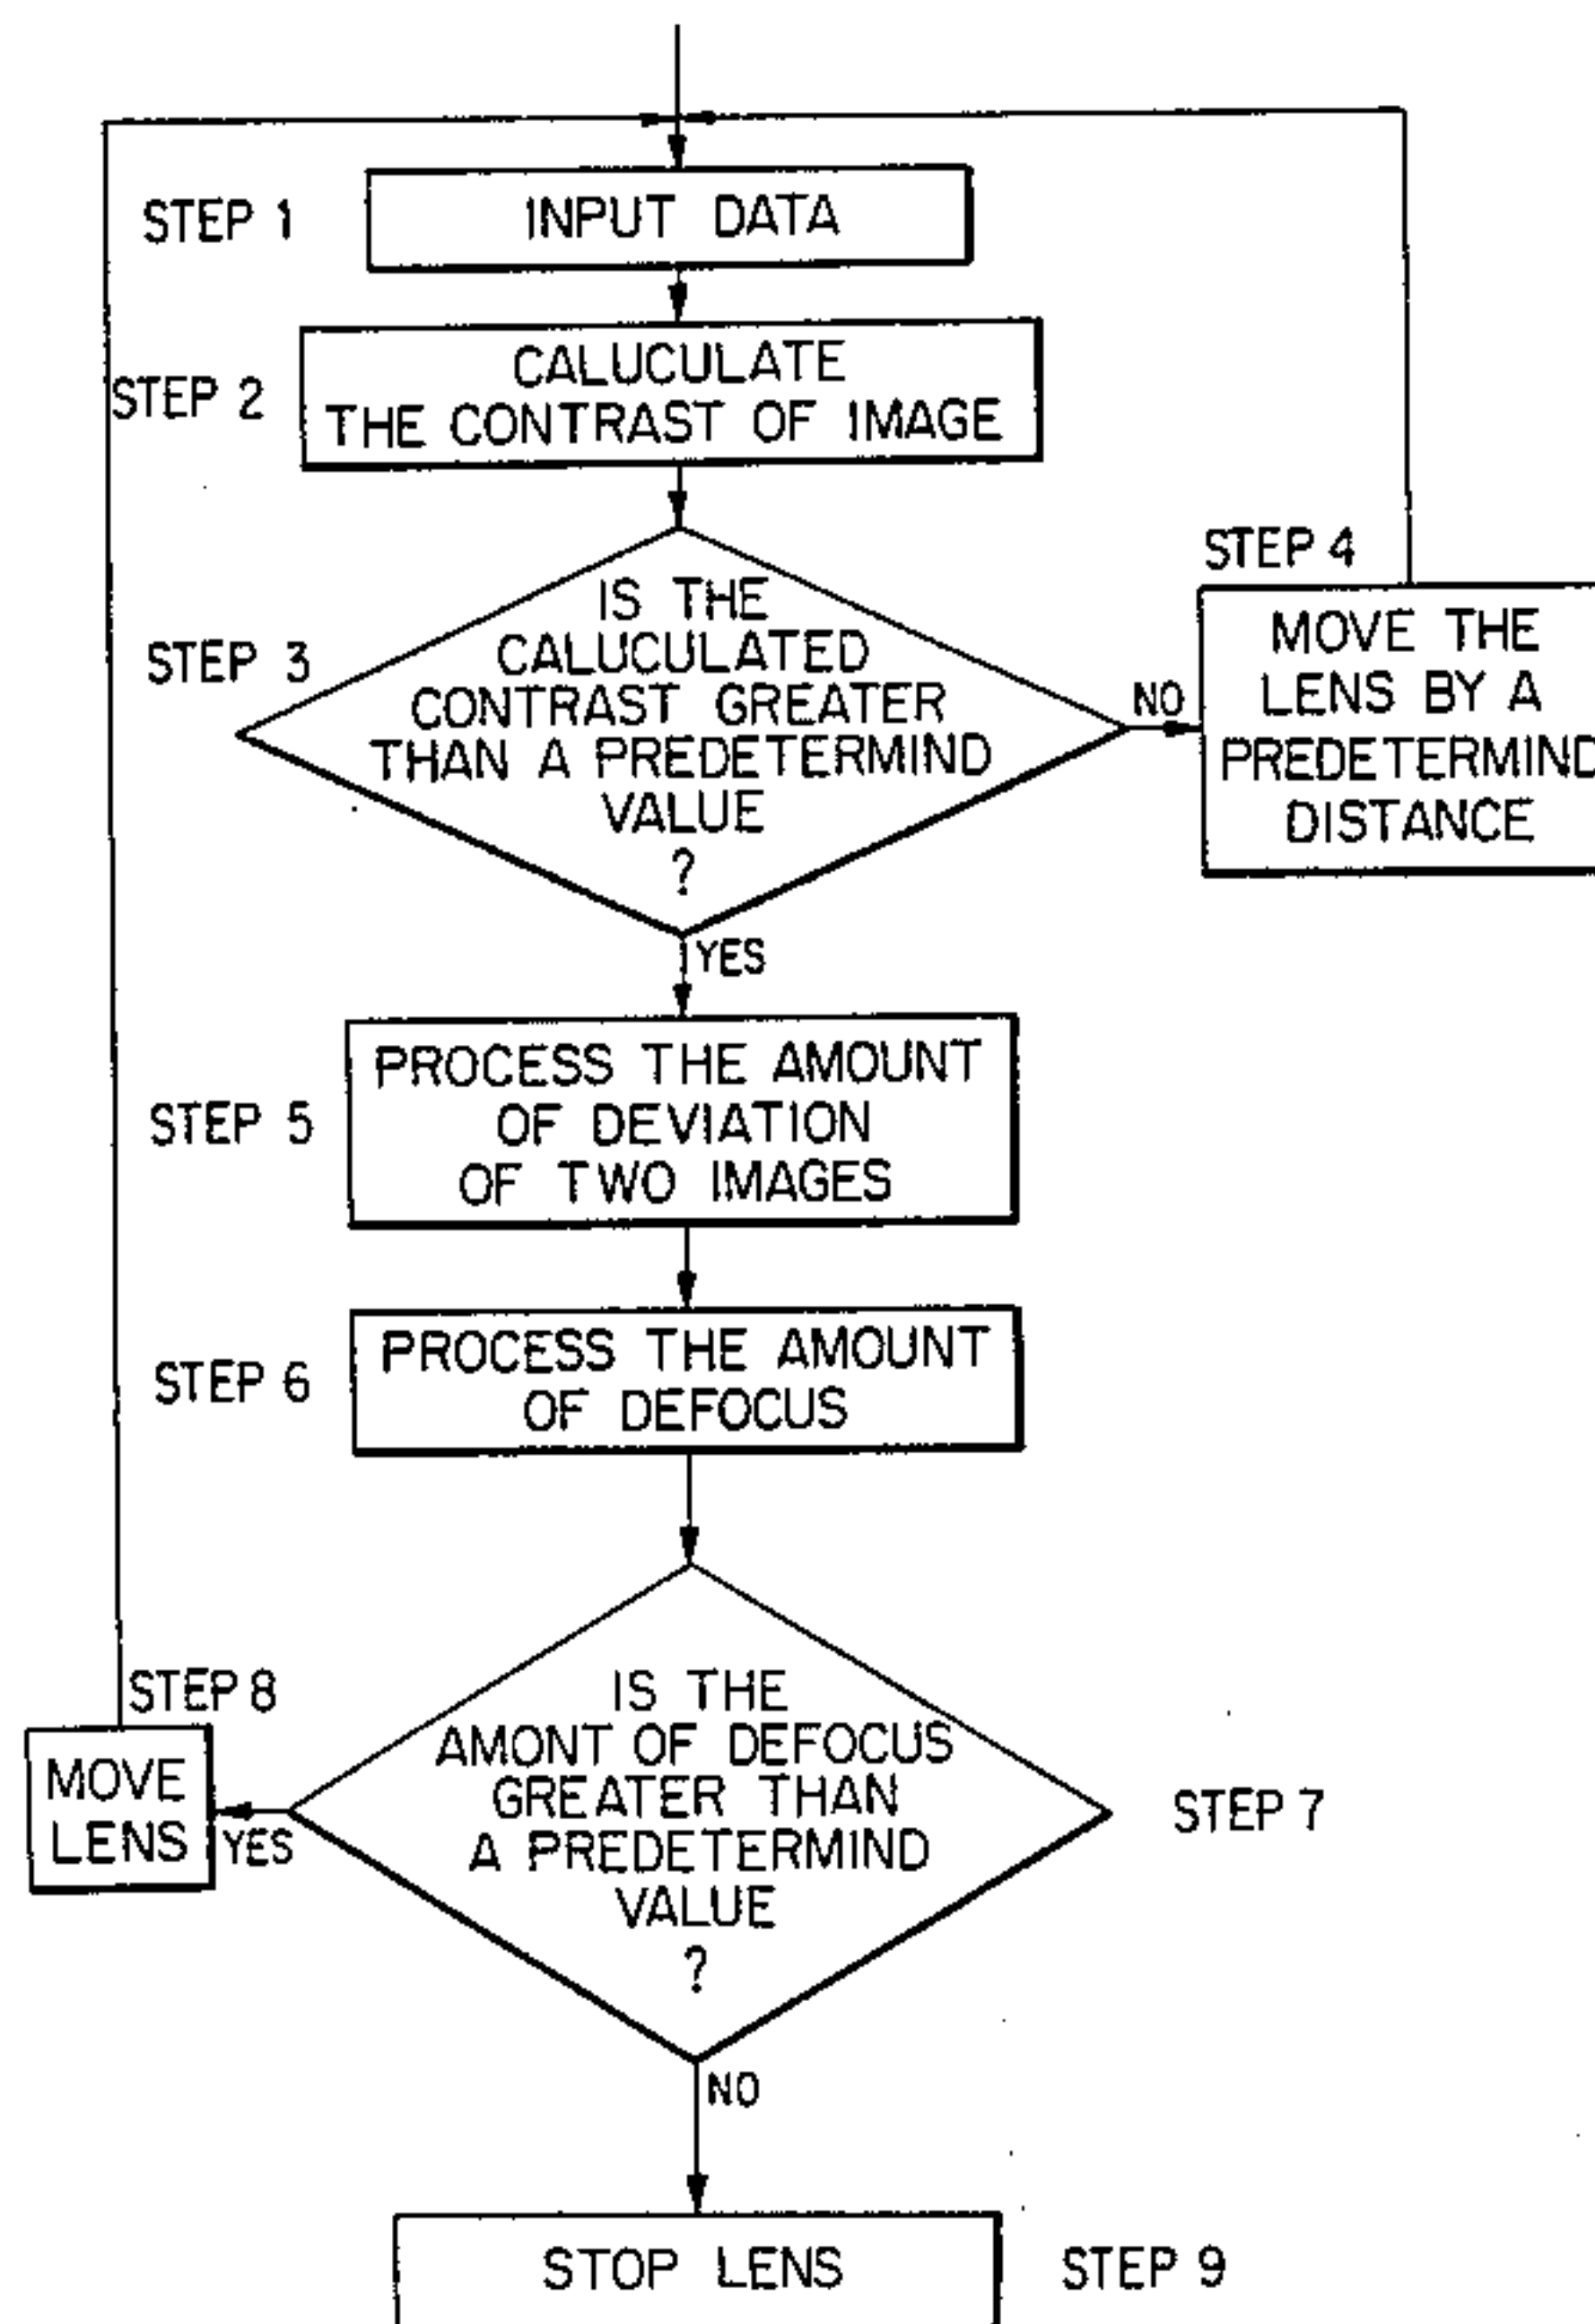 STEP 1
INPUT DATA
STEP 2
CALUCULATE
THE CONTRAST OF IMAGE
STEP 3
IS THE
CALUCULATED
CONTRAST GREATER
THAN A PREDETERMIND
VALUE
?
NO
STEP 4
MOVE THE
LENS BY A
PREDETERMIND
DISTANCE
YES
STEP 5
PROCESS THE AMOUNT
OF DEVIATION
OF TWO IMAGES
STEP 6
PROCESS THE AMOUNT
OF DEFOCUS
STEP 7
IS THE
AMONT OF DEFOCUS
GREATER THAN
A PREDETERMIND
VALUE
?
YES
STEP 8
MOVE
LENS
NO
STOP LENS
STEP 9